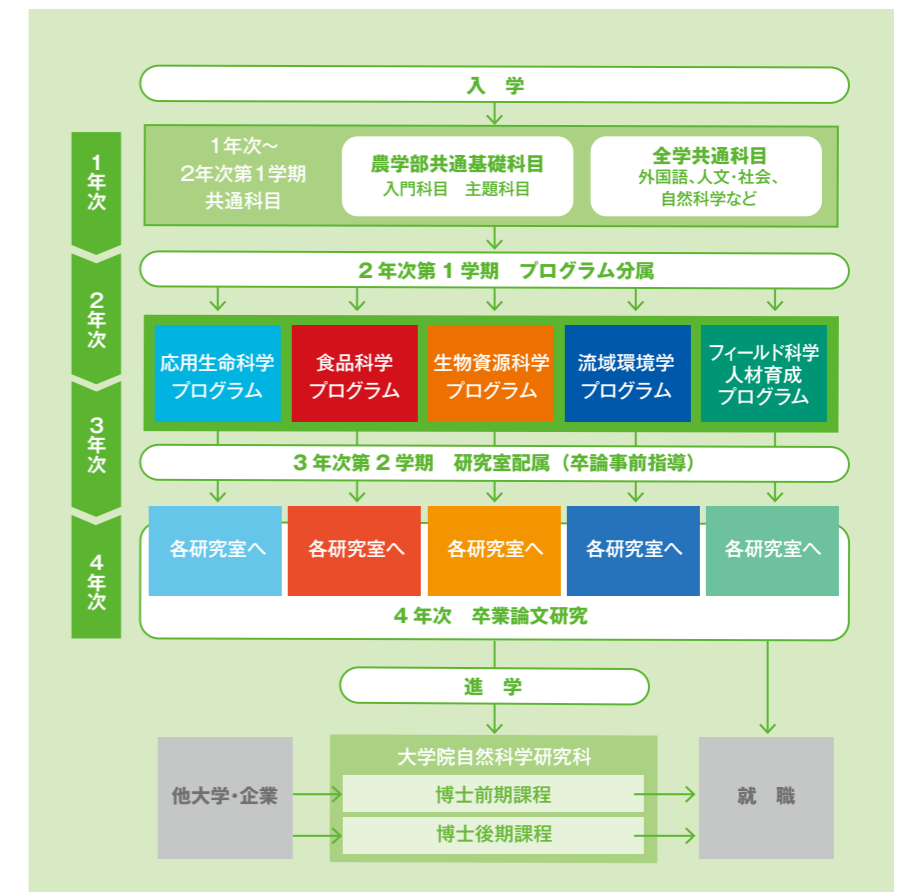 入　学
1年次
1年次～
2年次第1学期
共通科目
農学部共通基礎科目
入門科目　主題科目
全学共通科目
外国語、人文・社会、
自然科学など
2年次第1学期　プログラム分属
2年次
応用生命科学
プログラム
食品科学
プログラム
生物資源科学
プログラム
流域環境学
プログラム
フィールド科学
人材育成
プログラム
3年次
3年次第2学期　研究室配属（卒論事前指導）
4年次
各研究室へ
各研究室へ
各研究室へ
各研究室へ
各研究室へ
4年次　卒業論文研究
進　学
大学院自然科学研究科
他大学・企業
博士前期課程
博士後期課程
就　職